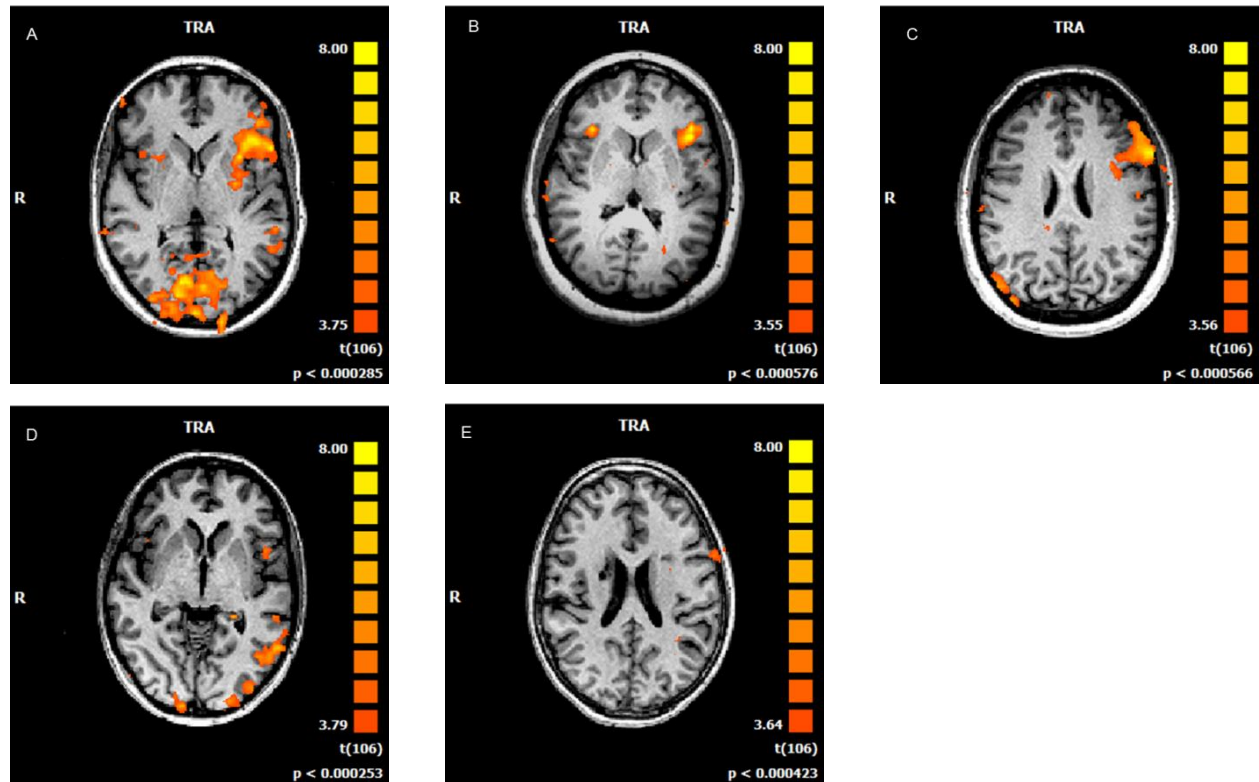 A
TRA
8.00
R
3.75
t(106)
p < 0.000285
B
TRA
8.00
R
3.55
t(106)
p < 0.000576
C
TRA
8.00
R
3.56
t(106)
p < 0.000566
D
TRA
8.00
R
3.79
t(106)
p < 0.000253
E
TRA
8.00
R
3.64
t(106)
p < 0.000423